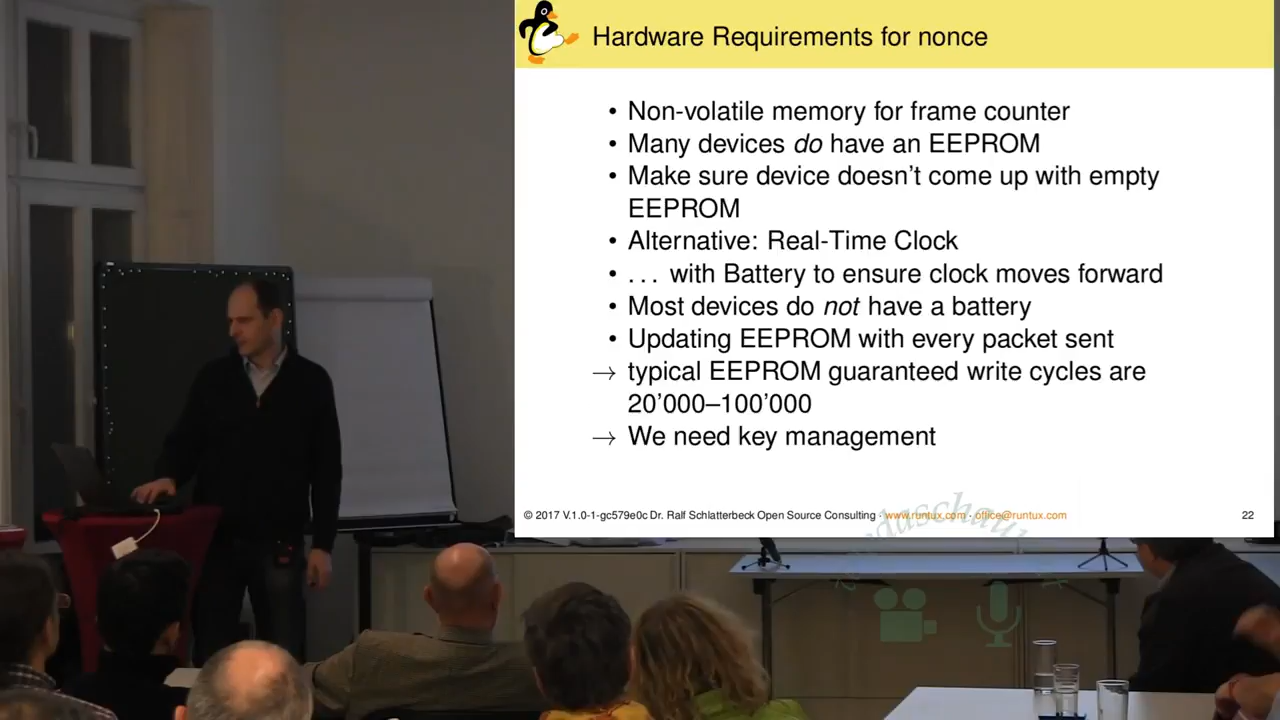 Hardware Requirements for nonce
• Non-volatile memory for frame counter
• Many devices do have an EEPROM
• Make sure device doesn't come up with empty
EEPROM
• Alternative: Real-Time Clock
• . . . with Battery to ensure clock moves forward
• Most devices do not have a battery
• Updating EEPROM with every packet sent
→ typical EEPROM guaranteed write cycles are
20'000–100'000
→ We need key management
© 2017 V.1.0-1-gc579e0c Dr. Ralf Schlatterbeck Open Source Consulting · www.runtux.com · office@runtux.com
22